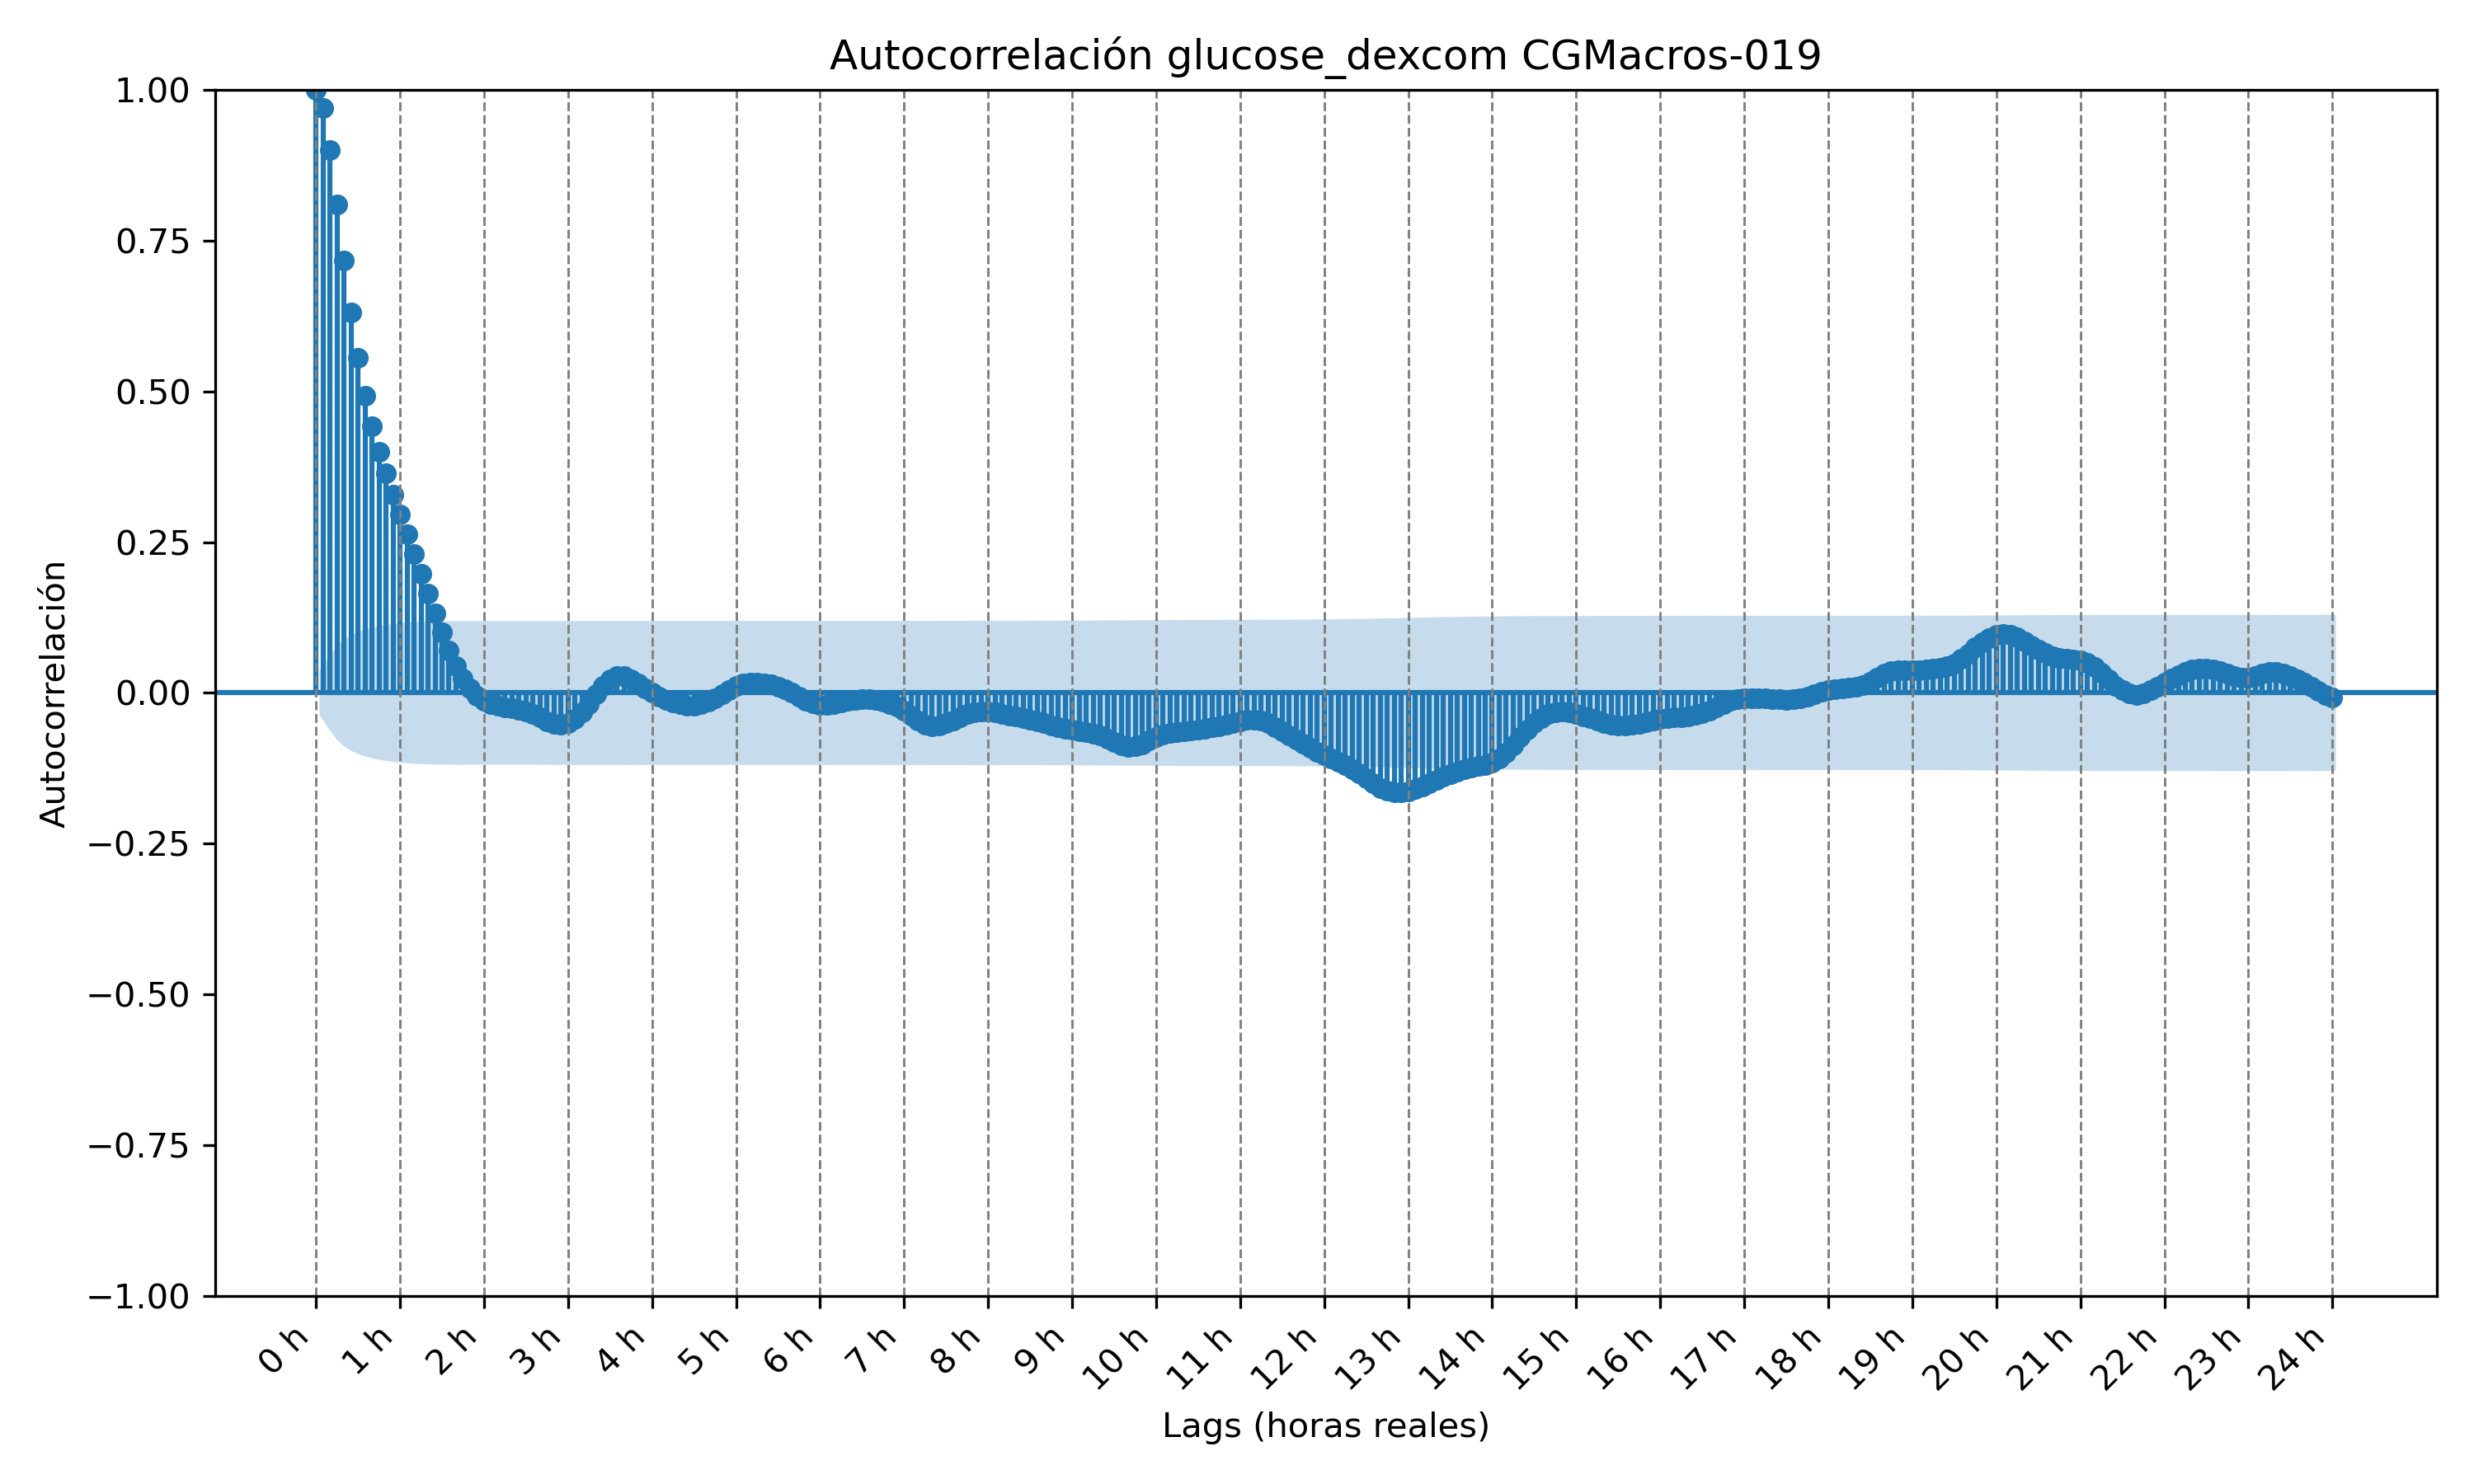 Autocorrelación glucose_dexcom CGMacros-019
1.00
0.75
0.50
0.25
0.00
−0.25
−0.50
−0.75
−1.00
Autocorrelación
0 h
1 h
2 h
3 h
4 h
5 h
6 h
7 h
8 h
9 h
10 h
11 h
12 h
13 h
14 h
15 h
16 h
17 h
18 h
19 h
20 h
21 h
22 h
23 h
24 h
Lags (horas reales)